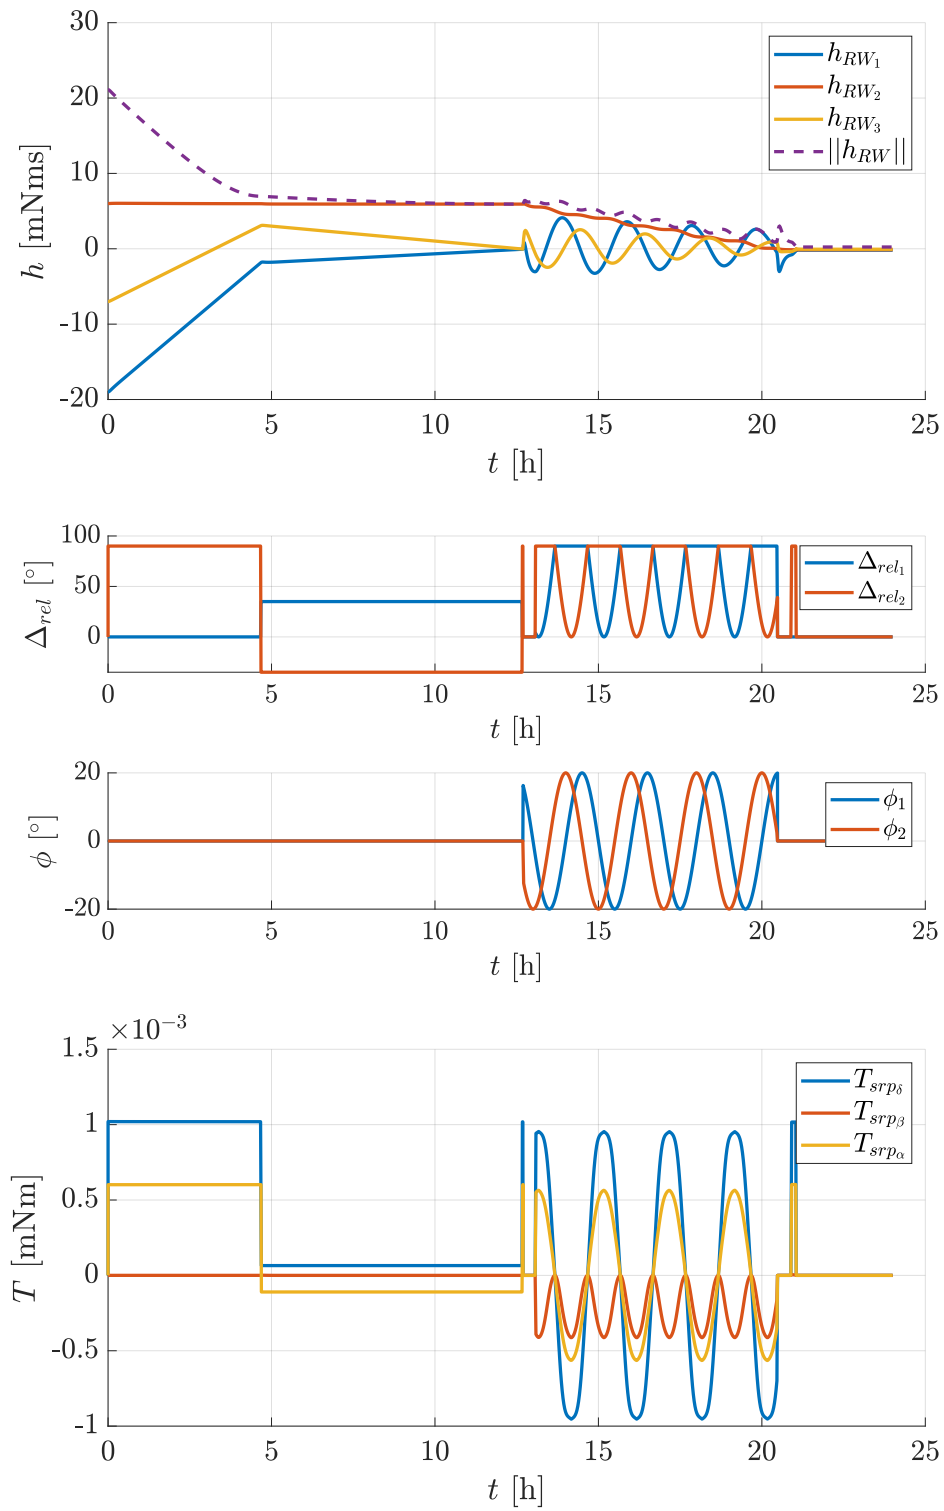 30
20
10
0
-10
-20
h [mNms]
h_{RW_1}
h_{RW_2}
h_{RW_3}
||h_{RW}||
0 5 10 15 20 25
t [h]
100
50
0
Δ_{rel} [°]
Δ_{rel_1}
Δ_{rel_2}
0 5 10 15 20 25
t [h]
20
0
-20
ϕ [°]
ϕ_1
ϕ_2
0 5 10 15 20 25
t [h]
×10^{-3}
1.5
1
0.5
0
-0.5
-1
T [mNm]
T_{srp_δ}
T_{srp_β}
T_{srp_α}
0 5 10 15 20 25
t [h]